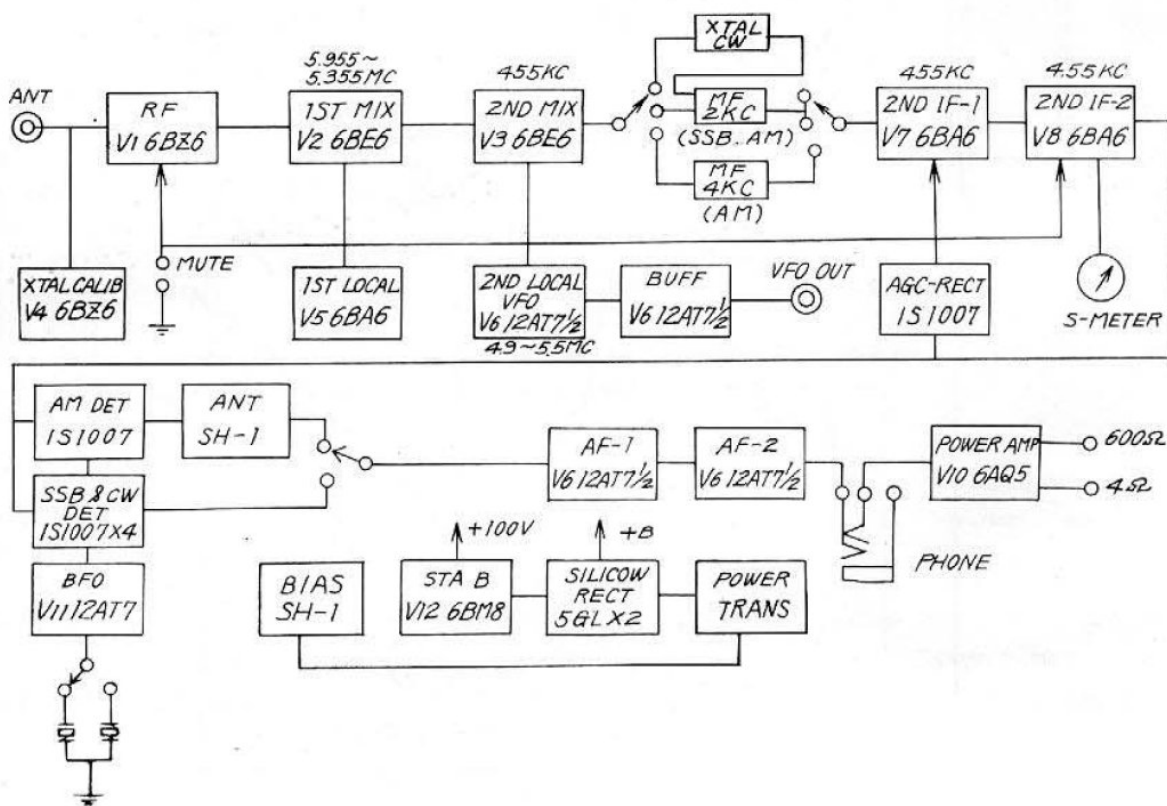 ANT
RF
V1 6BZ6
5.955~
5.355MC
1ST MIX
V2 6BE6
455KC
2ND MIX
V3 6BE6
XTAL
CW
MF
2KC
(SSB.AM)
MF
4KC
(AM)
455KC
2ND IF-1
V7 6BA6
4.55KC
2ND IF-2
V8 6BA6
XTAL CALIB
V4 6BZ6
MUTE
1ST LOCAL
V5 6BA6
2ND LOCAL
VFO
V6 12AT7½
4.9~5.5MC
BUFF
V6 12AT7½
VFO OUT
AGC-RECT
1S1007
S-METER
AM DET
1S1007
ANT
SH-1
SSB & CW
DET
1S1007X4
BFO
V11 12AT7
AF-1
V6 12AT7½
AF-2
V6 12AT7½
POWER AMP
V10 6AQ5
600Ω
4Ω
PHONE
BIAS
SH-1
+100V
STA B
V12 6BM8
+B
SILICOW
RECT
5GLX2
POWER
TRANS